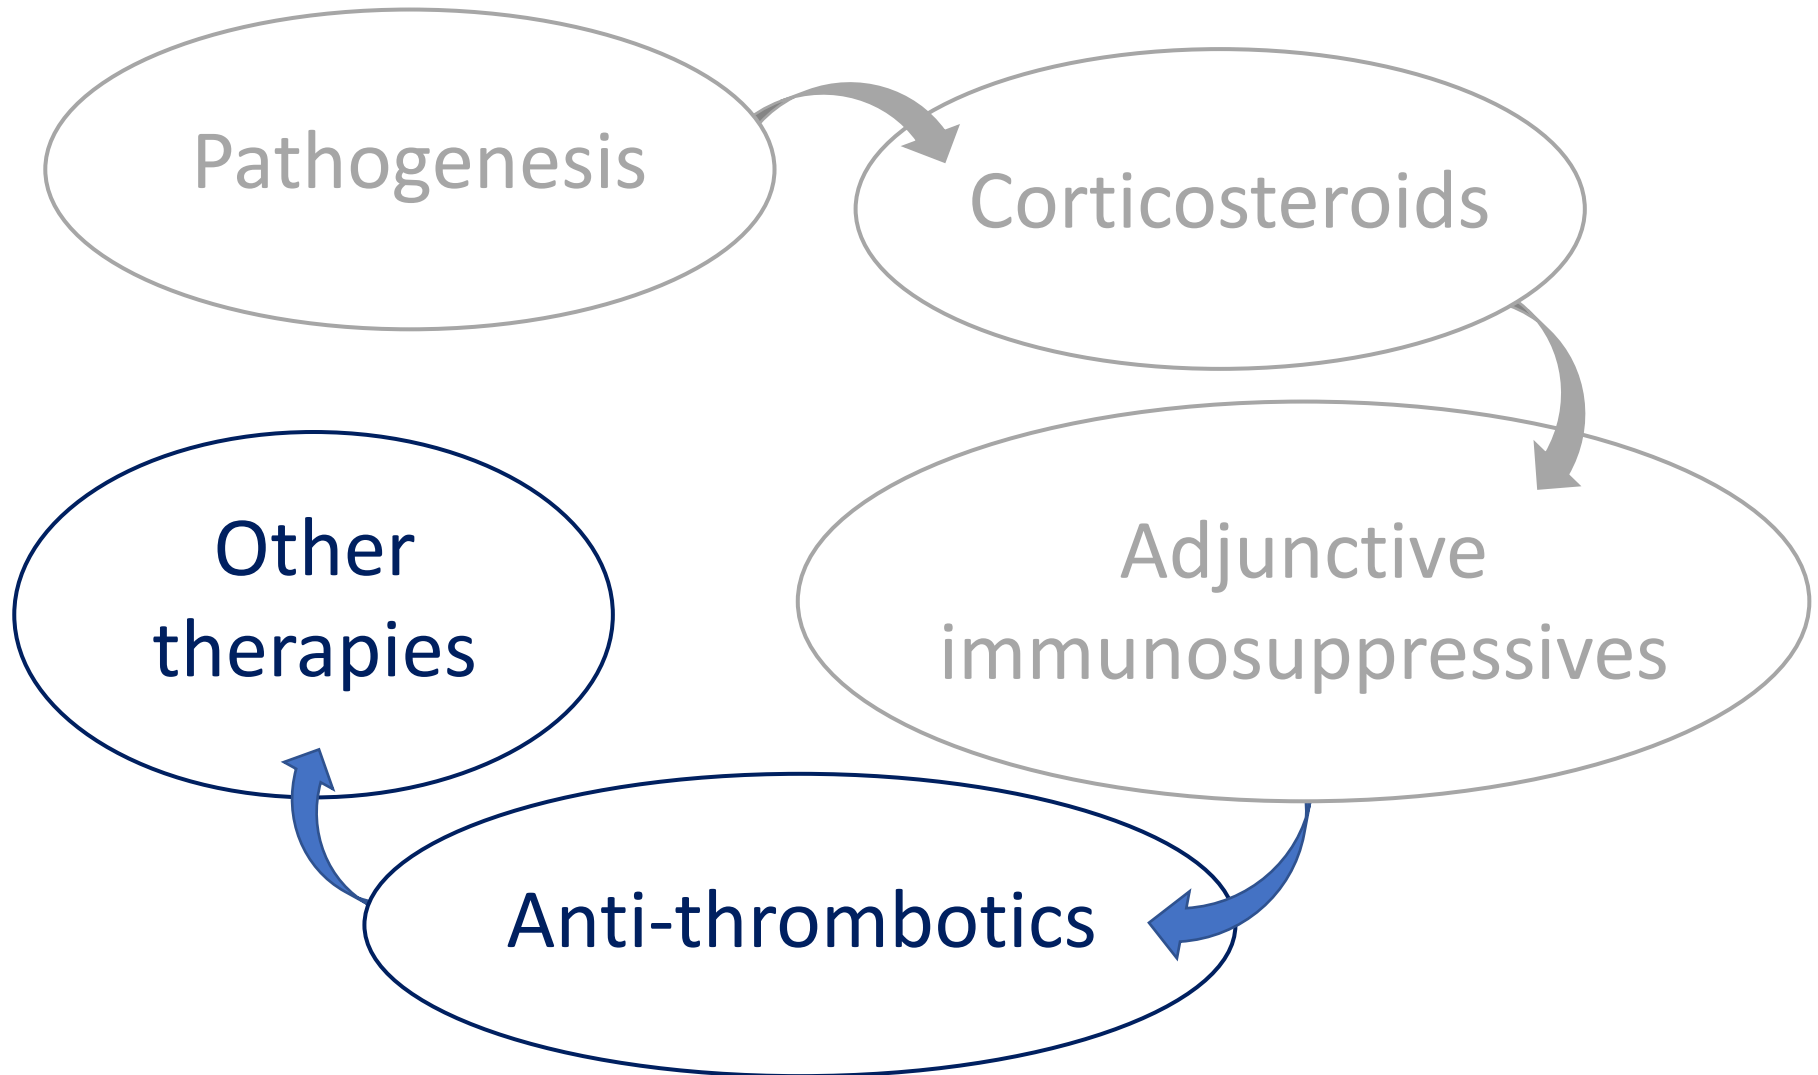 Pathogenesis
Corticosteroids
Adjunctive
immunosuppressives
Anti-thrombotics
Other
therapies